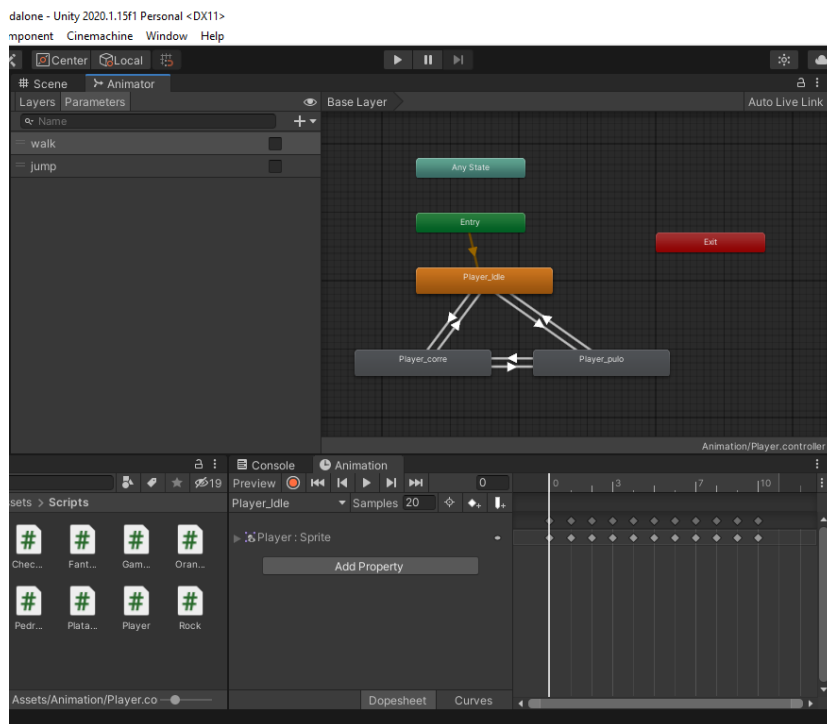 dalone - Unity 2020.1.15f1 Personal <DX11>
mponent Cinemachine Window Help
Center Local
Scene Animator
Layers Parameters Base Layer Auto Live Link
Name
walk
jump
Any State
Entry
Exit
Player_Idle
Player_corre Player_pulo
Animation/Player.controller
Console Animation
19 Preview 0 0 3 7 10
sets > Scripts Player_Idle Samples 20
Player : Sprite
Chec... Fant... Gam... Oran...
Add Property
Pedr... Plata... Player Rock
Assets/Animation/Player.co Dopesheet Curves